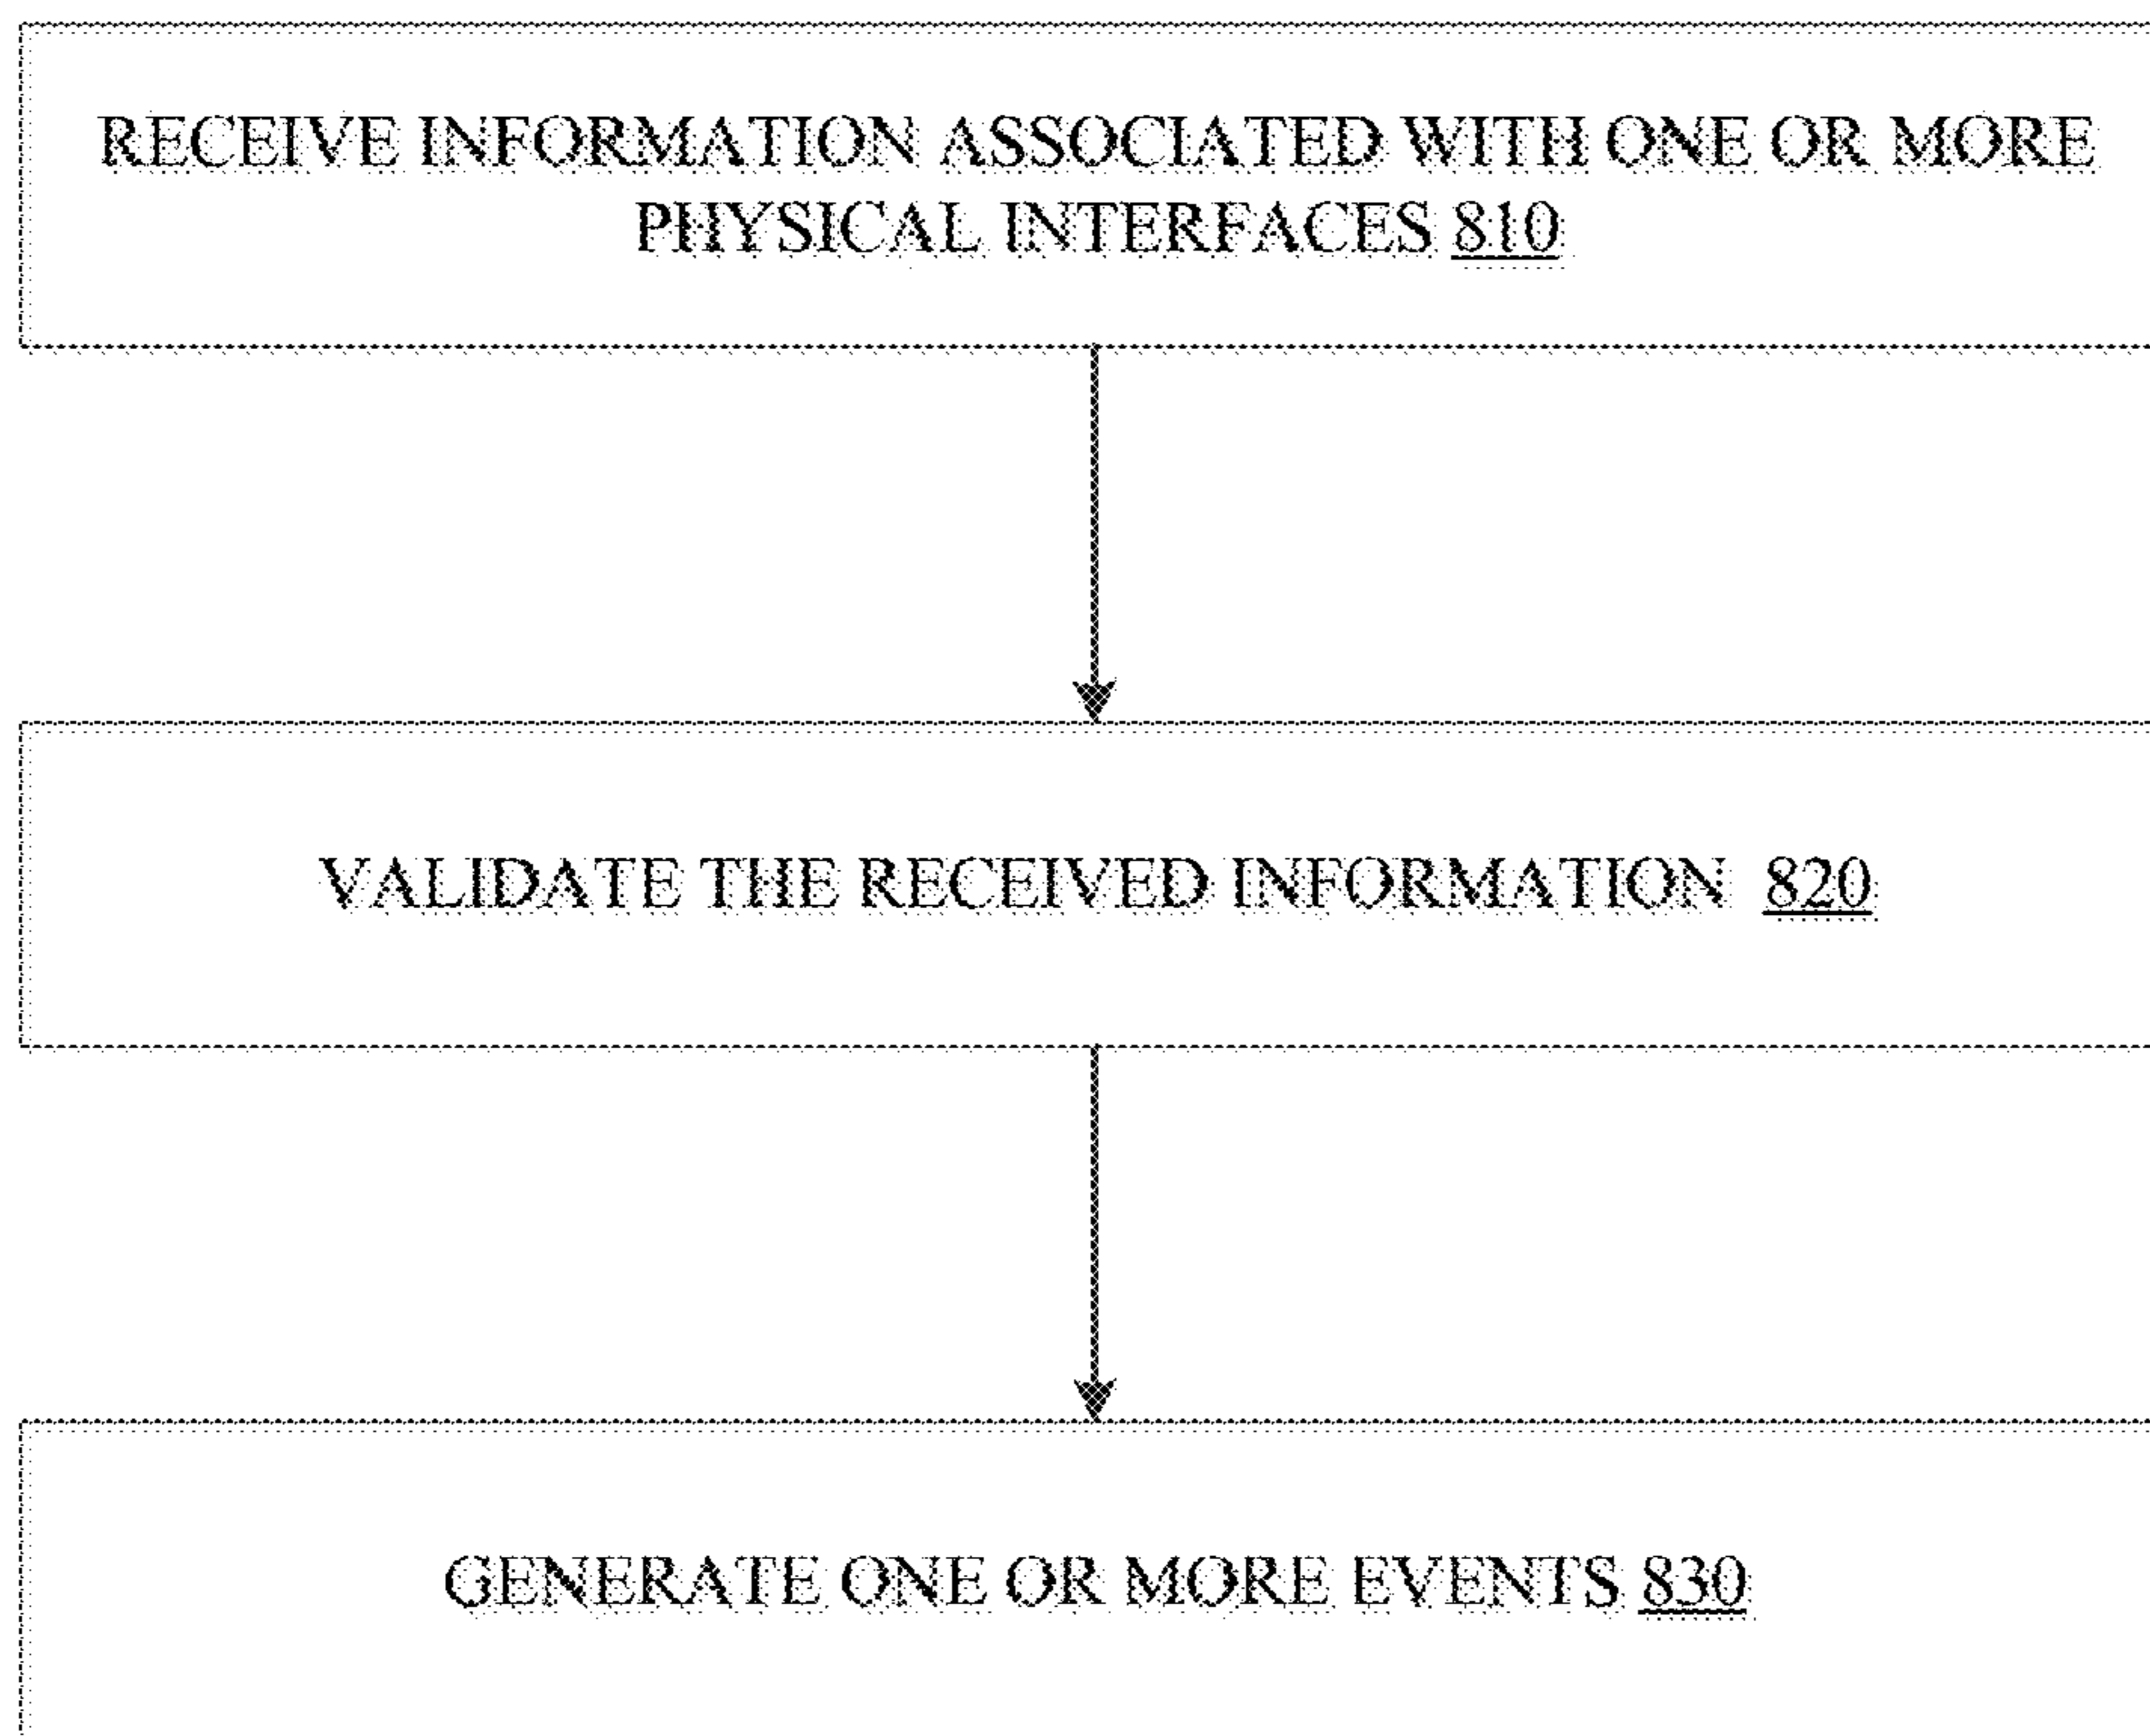 RECEIVE INFORMATION ASSOCIATED WITH ONE OR MORE
PHYSICAL INTERFACES 810
VALIDATE THE RECEIVED INFORMATION 820
GENERATE ONE OR MORE EVENTS 830